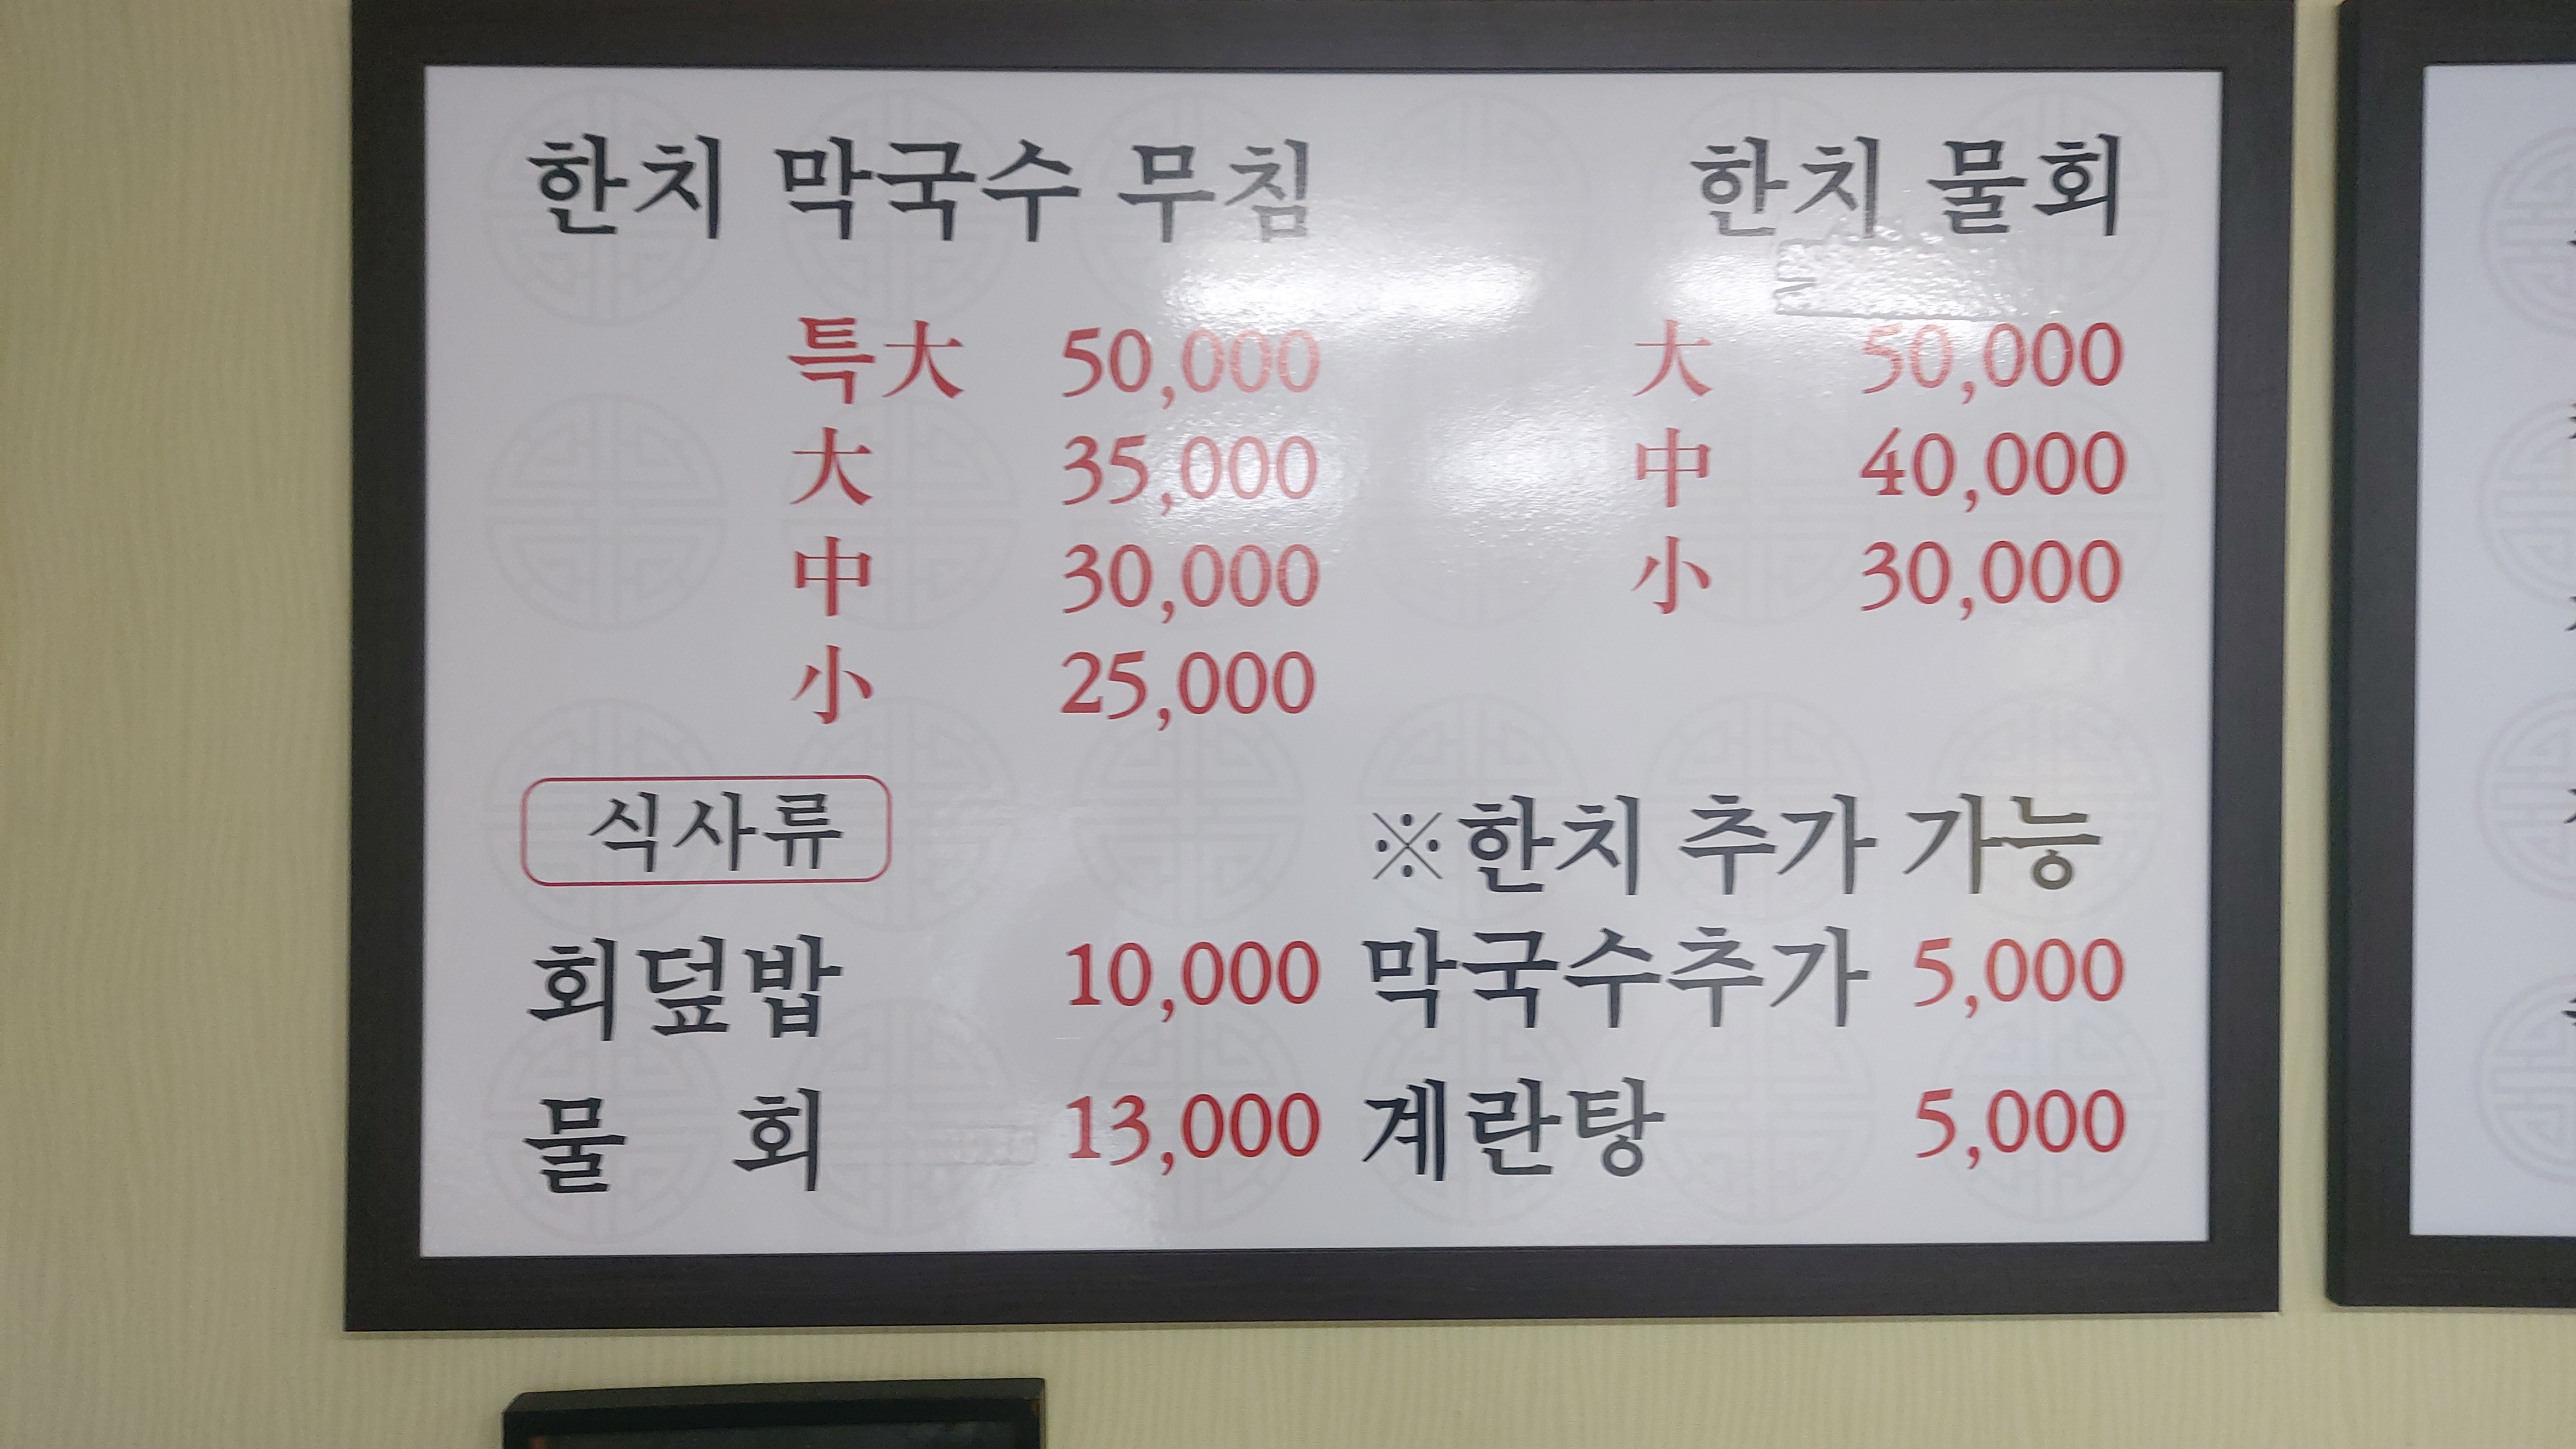 한치 막국수 무침
특大 50,000
大 35,000
中 30,000
小 25,000
한치 물회
大 50,000
中 40,000
小 30,000
식사류
회덮밥 10,000
물 회 13,000
※한치 추가 가능
막국수추가 5,000
계란탕 5,000